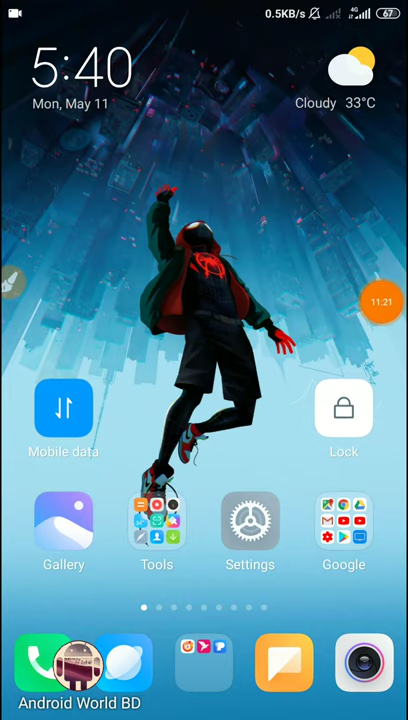 0.5KB/s 4G 67
5:40
Mon, May 11
Cloudy 33°C
11:21
Mobile data
Lock
Gallery
Tools
Settings
Google
Android World BD